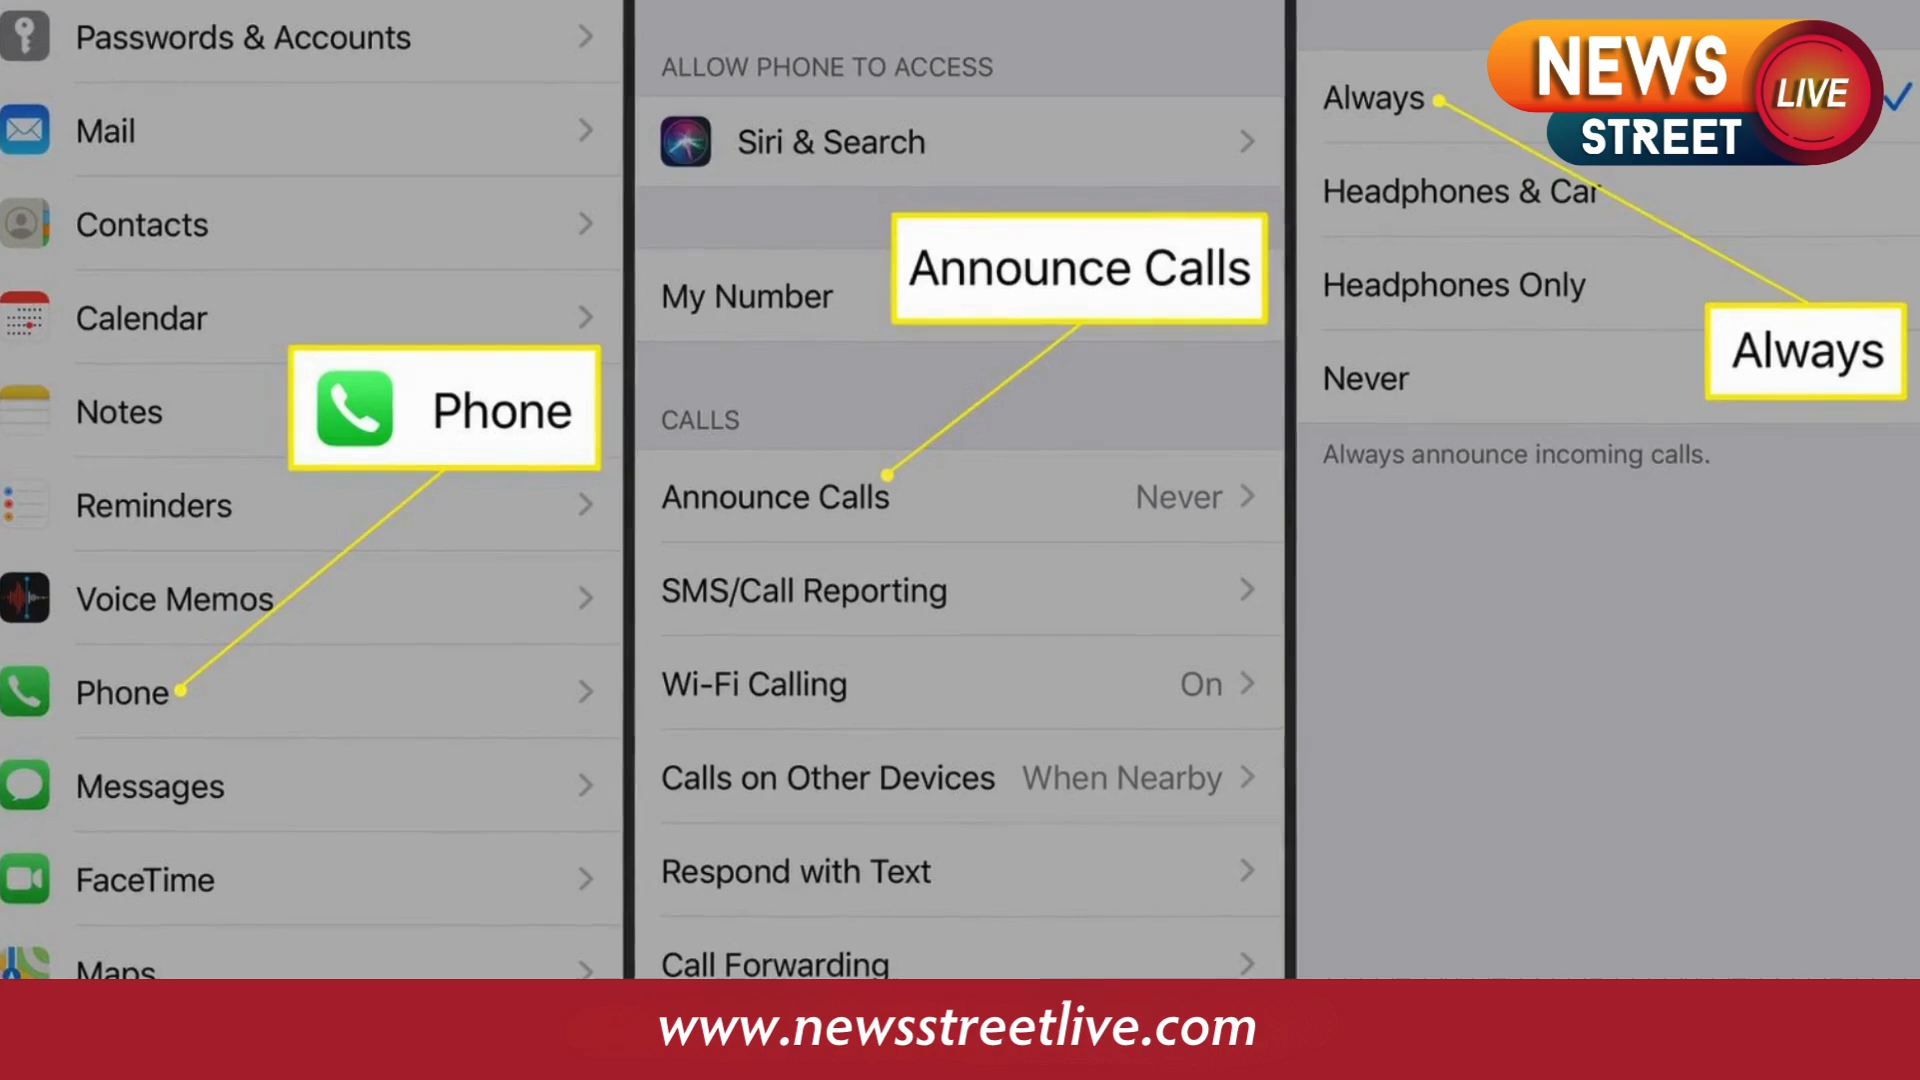 Passwords & Accounts
Mail
Contacts
Calendar
Notes
Phone
Reminders
Voice Memos
Phone
Messages
FaceTime
Maps
ALLOW PHONE TO ACCESS
Siri & Search
Announce Calls
My Number
CALLS
Announce Calls Never
SMS/Call Reporting
Wi-Fi Calling On
Calls on Other Devices When Nearby
Respond with Text
Call Forwarding
NEWS
STREET
LIVE
Always
Headphones & Car
Headphones Only
Always
Never
Always announce incoming calls.
www.newsstreetlive.com